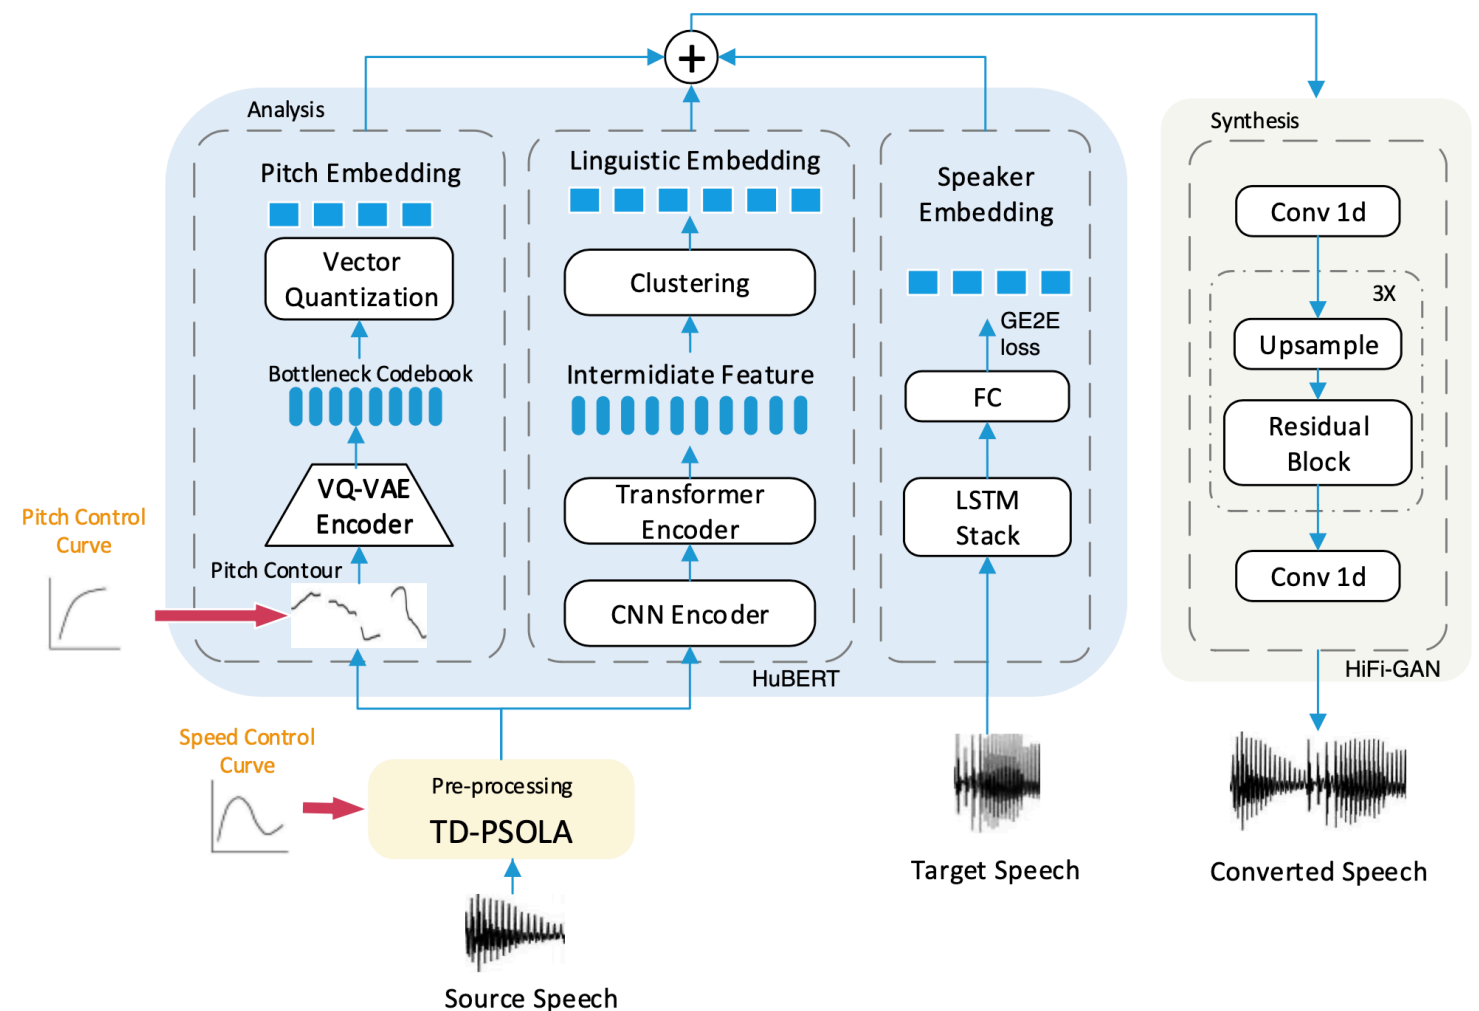 Analysis
Pitch Embedding
Vector
Quantization
Bottleneck Codebook
VQ-VAE
Encoder
Pitch Contour
Pitch Control
Curve
Linguistic Embedding
Clustering
Intermidiate Feature
Transformer
Encoder
CNN Encoder
HuBERT
Speaker
Embedding
GE2E
loss
FC
LSTM
Stack
Synthesis
Conv 1d
3X
Upsample
Residual
Block
Conv 1d
HiFi-GAN
Speed Control
Curve
Pre-processing
TD-PSOLA
Source Speech
Target Speech
Converted Speech